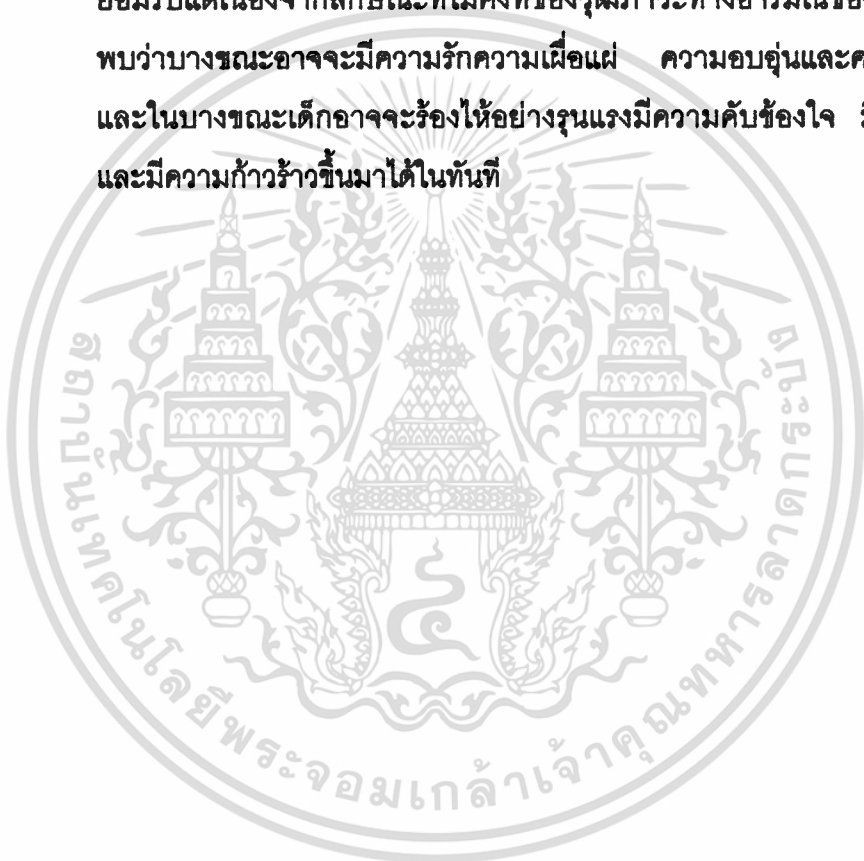 พบว่าบางขณะอาจจะมีความรักความเผื่อแผ่ ความอบอุ่นและ
และในบางขณะเด็กอาจจะร้องไห้อย่างรุนแรงมีความคับข้องใจ
และมีความก้าวร้าวขึ้นมาได้ในทันที
สถาบันเทคโนโลยีพระจอมเกล้าเจ้าคุณทหารลาดกระบัง